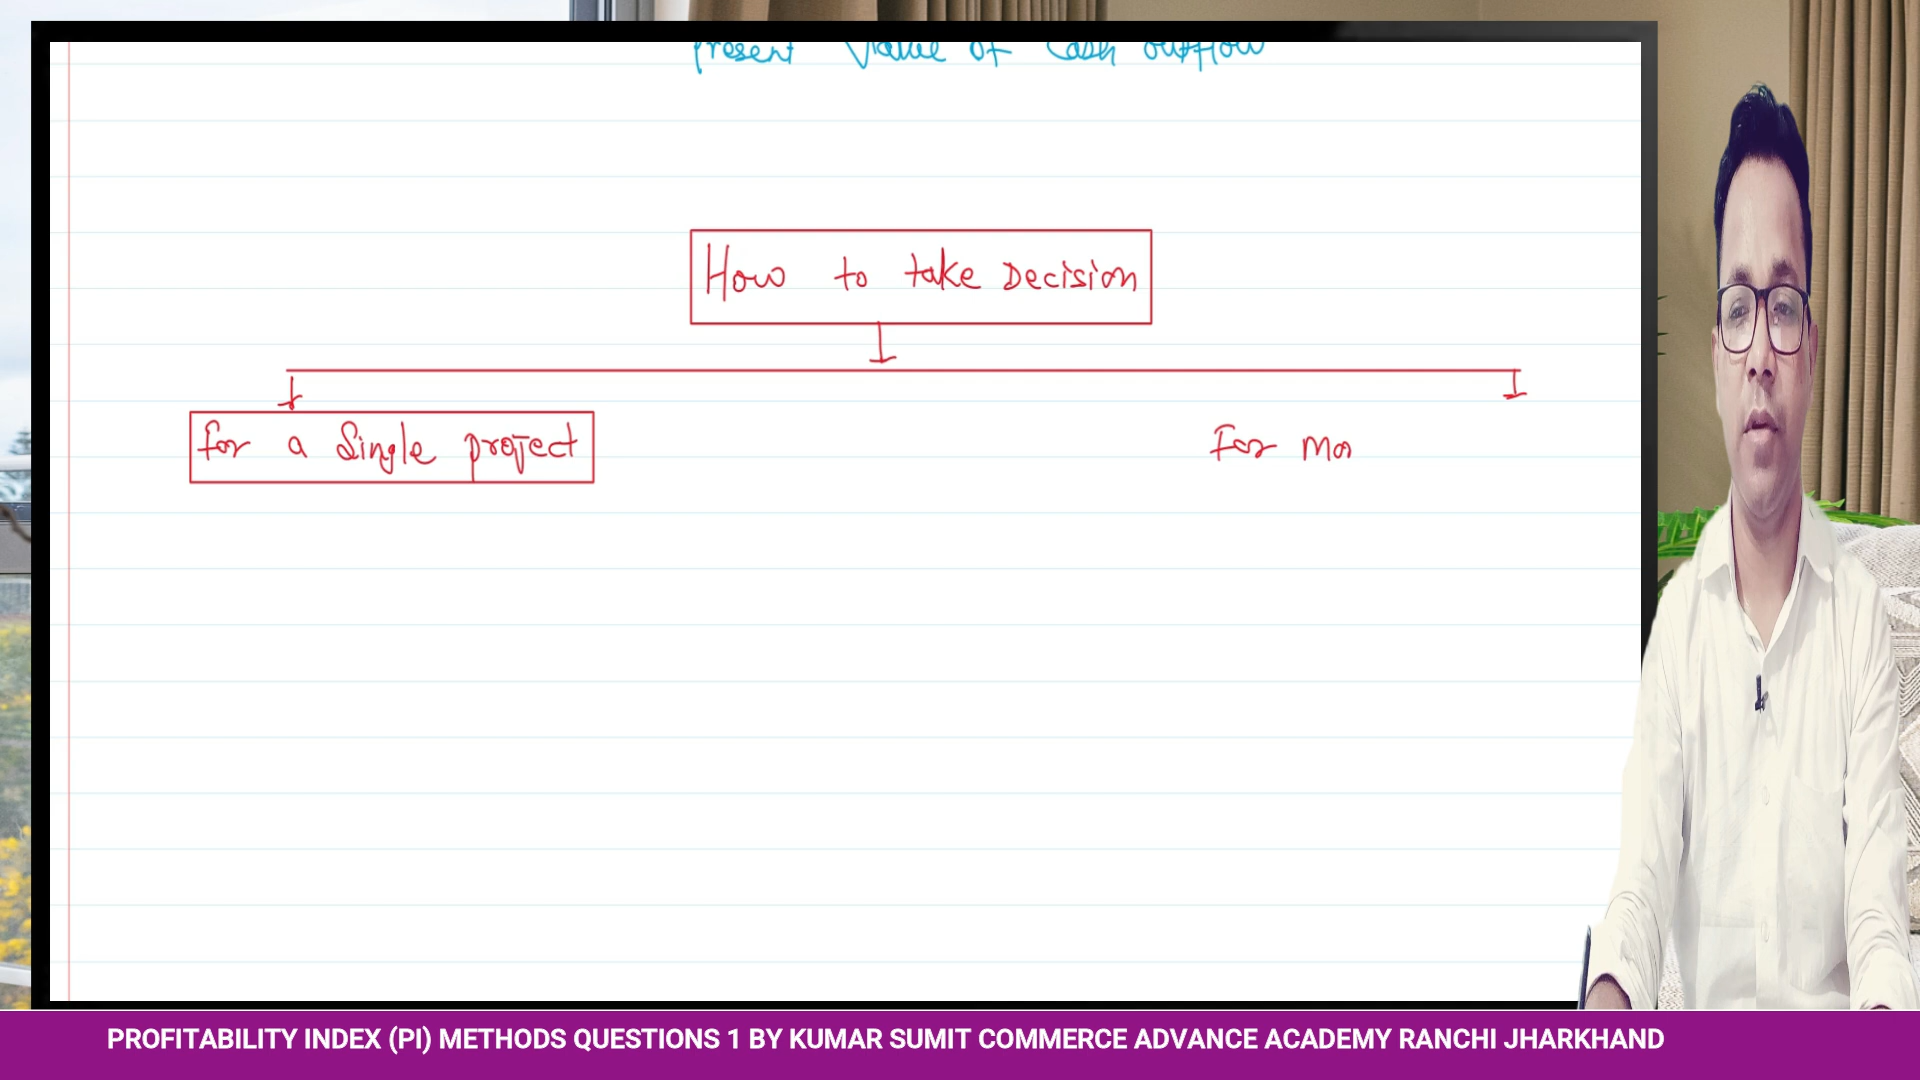 present Value of Cash outflow
How to take Decision
for a Single project
For Mo
PROFITABILITY INDEX (PI) METHODS QUESTIONS 1 BY KUMAR SUMIT COMMERCE ADVANCE ACADEMY RANCHI JHARKHAND